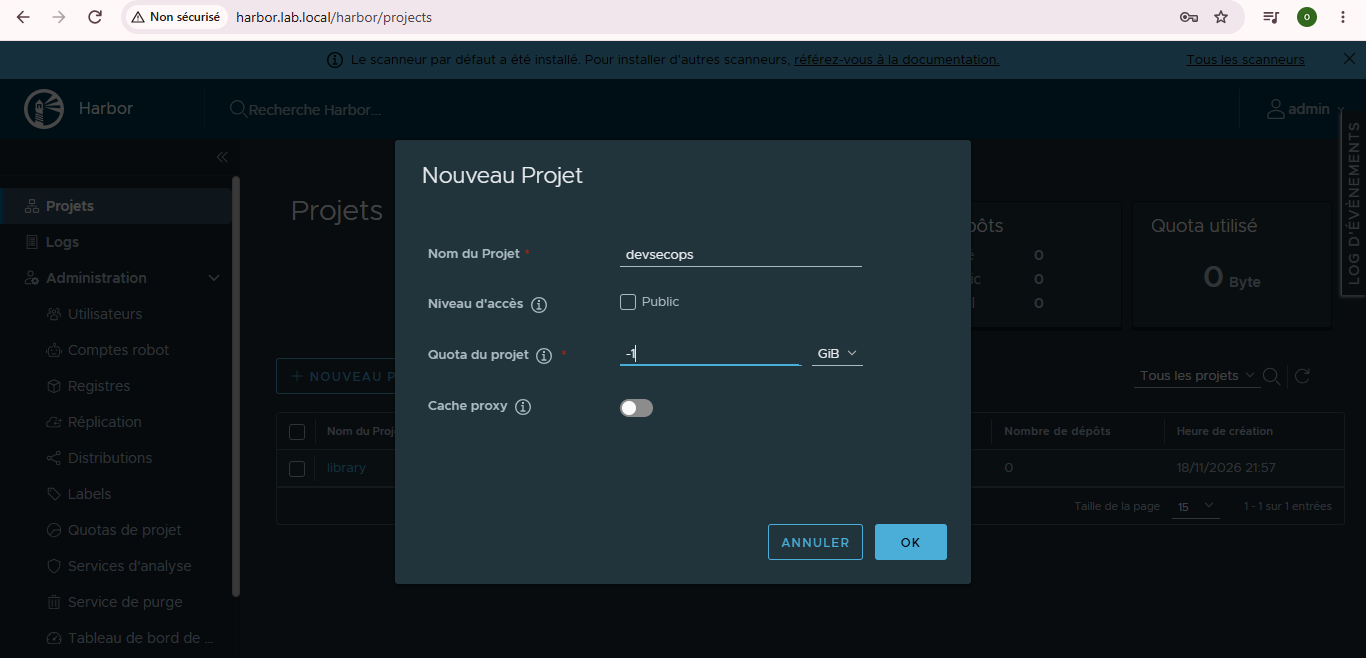 Non sécurisé harbor.lab.local/harbor/projects
Le scanneur par défaut a été installé. Pour installer d'autres scanneurs, référez-vous à la documentation. Tous les scanneurs
Harbor Recherche Harbor... admin
LOG D'ÉVÈNEMENTS
Projets
Logs
Administration
Utilisateurs
Comptes robot
Registres
Réplication
Distributions
Labels
Quotas de projet
Services d'analyse
Service de purge
Tableau de bord de ...
Projets
Quota utilisé
0
0
0
0 Byte
Nouveau Projet
Nom du Projet * devsecops
Niveau d'accès Public
Quota du projet * -1 GiB
Cache proxy
ANNULER OK
+ NOUVEAU P
Tous les projets
Nom du Proj Nombre de dépôts Heure de création
library 0 18/11/2026 21:57
Taille de la page 15 1 - 1 sur 1 entrées